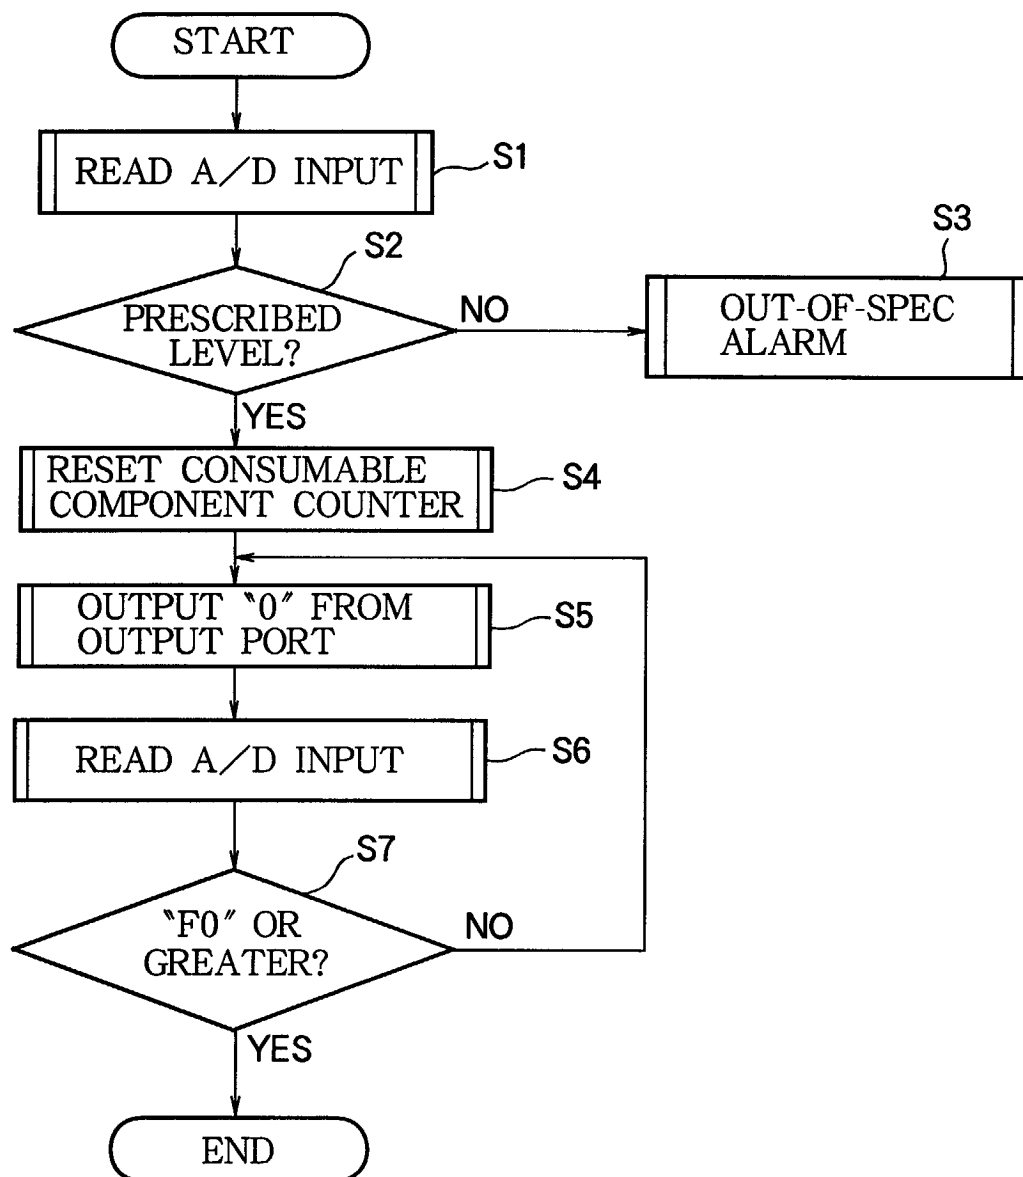 START
READ A/D INPUT
S1
S2
PRESCRIBED
LEVEL?
NO
S3
OUT-OF-SPEC
ALARM
YES
RESET CONSUMABLE
COMPONENT COUNTER
S4
OUTPUT "0" FROM
OUTPUT PORT
S5
READ A/D INPUT
S6
S7
"F0" OR
GREATER?
NO
YES
END